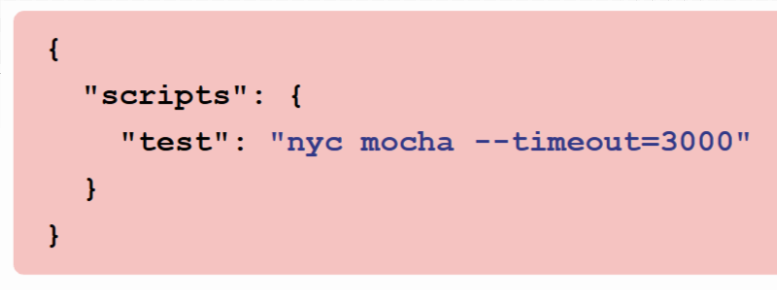 {
"scripts": {
"test": "nyc mocha --timeout=3000"
}
}